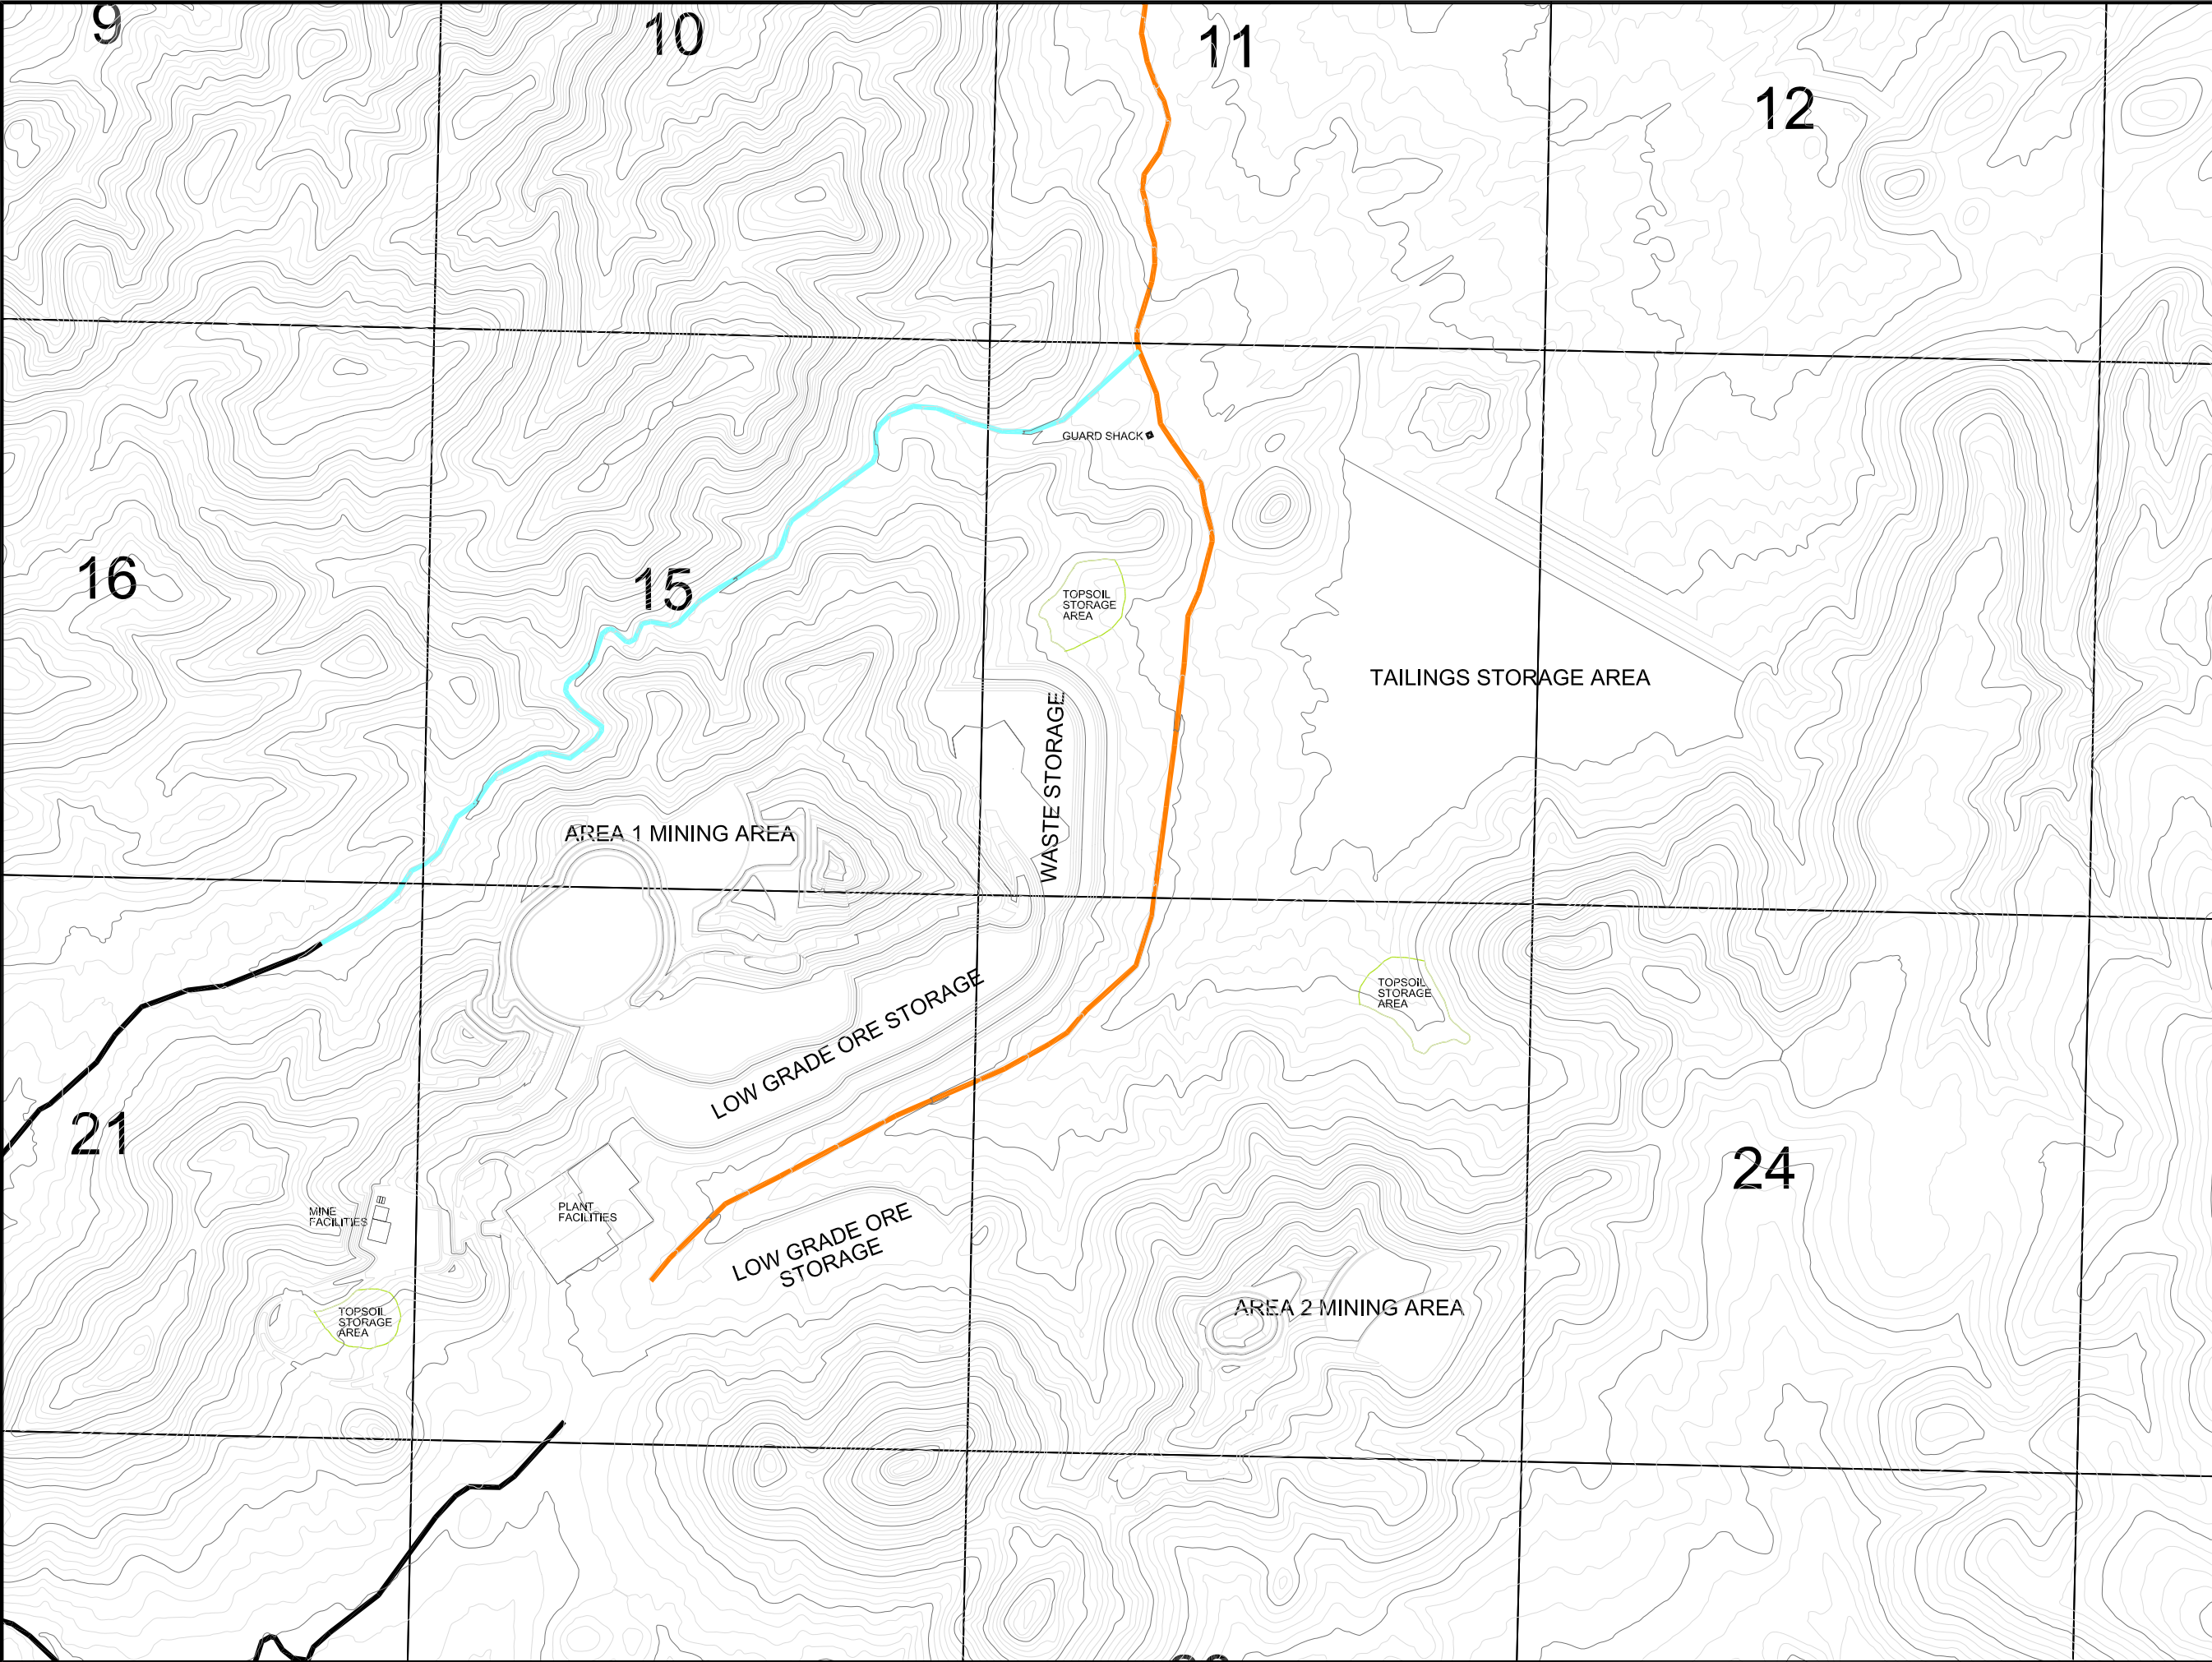 9
10
11
12
GUARD SHACK
16
15
TOPSOIL
STORAGE
AREA
TAILINGS STORAGE AREA
WASTE STORAGE
AREA 1 MINING AREA
TOPSOIL
STORAGE
AREA
LOW GRADE ORE STORAGE
21
24
MINE
FACILITIES
PLANT
FACILITIES
LOW GRADE ORE
STORAGE
AREA 2 MINING AREA
TOPSOIL
STORAGE
AREA